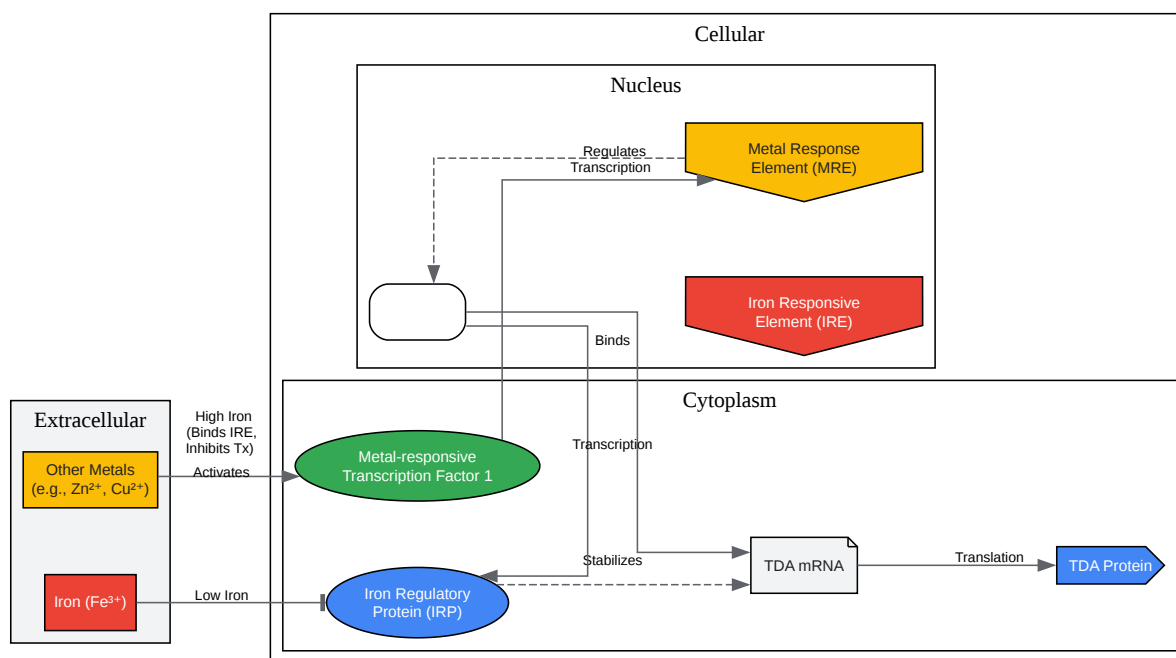 Cellular
Nucleus
Metal Response
Element (MRE)
Regulates
Transcription
Iron Responsive
Element (IRE)
Binds
Cytoplasm
Extracellular
High Iron
(Binds IRE,
Inhibits Tx)
Activates
Other Metals
(e.g., Zn²⁺, Cu²⁺)
Metal-responsive
Transcription Factor 1
Transcription
Stabilizes
TDA mRNA
Translation
TDA Protein
Iron (Fe³⁺)
Low Iron
Iron Regulatory
Protein (IRP)